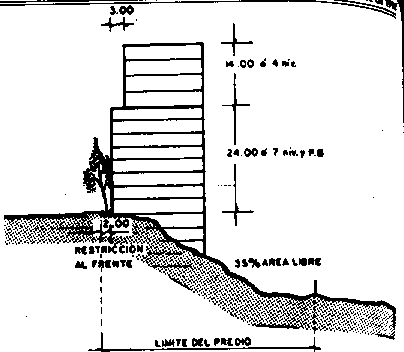 3.00
14.00 ó 4 niv.
24.00 ó 7 niv. y P.B
2.00
RESTRICCION
AL FRENTE
35% AREA LIBRE
LIMITE DEL PREDIO